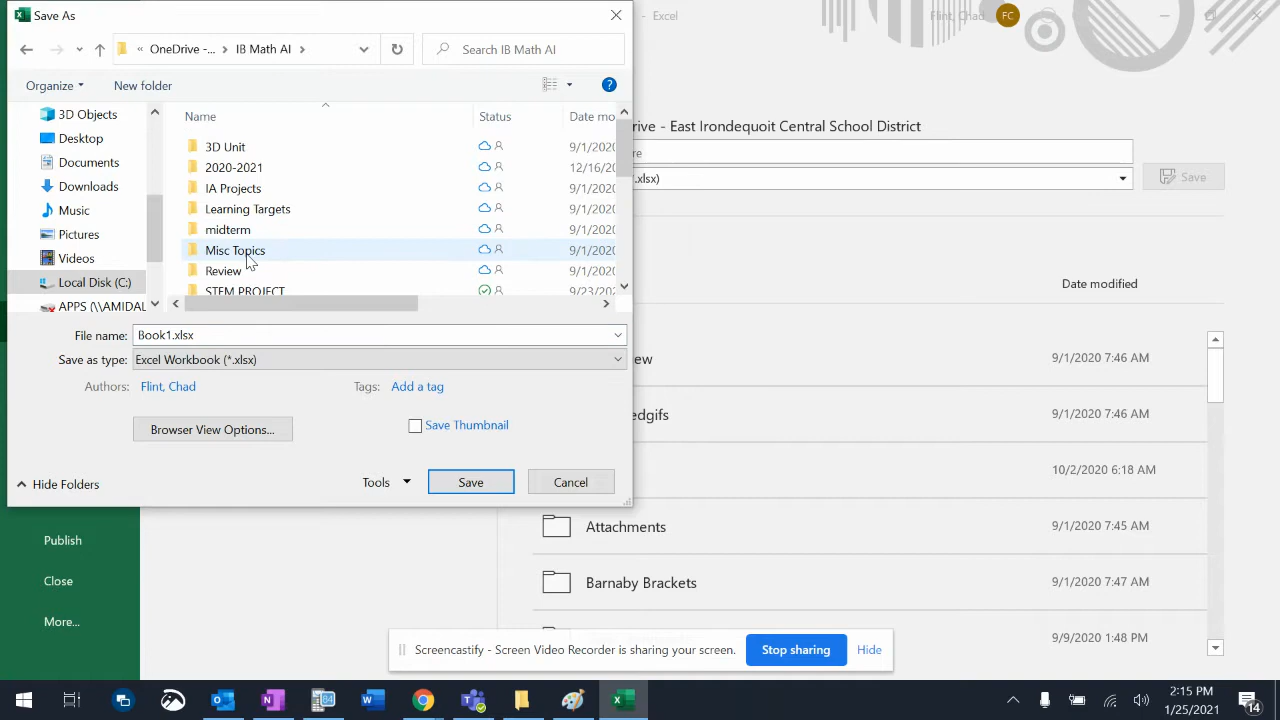 Save As
- Excel
Flint, Chad
FC
« OneDrive -... › IB Math AI ›
Search IB Math AI
Organize
New folder
3D Objects
Desktop
Documents
Downloads
Music
Pictures
Videos
Local Disk (C:)
APPS (\\AMIDAL
Name
Status
Date mo
3D Unit
9/1/2020
2020-2021
12/16/20
IA Projects
9/1/2020
Learning Targets
9/1/2020
midterm
9/1/2020
Misc Topics
9/1/2020
Review
9/1/2020
STEM PROJECT
9/23/202
File name:
Book1.xlsx
Save as type:
Excel Workbook (*.xlsx)
Authors:
Flint, Chad
Tags:
Add a tag
Browser View Options...
Save Thumbnail
Hide Folders
Tools
Save
Cancel
rive - East Irondequoit Central School District
re
.xlsx)
Save
Date modified
ew
9/1/2020 7:46 AM
edgifs
9/1/2020 7:46 AM
10/2/2020 6:18 AM
Attachments
9/1/2020 7:45 AM
Barnaby Brackets
9/1/2020 7:47 AM
9/9/2020 1:48 PM
Publish
Close
More...
Screencastify - Screen Video Recorder is sharing your screen.
Stop sharing
Hide
2:15 PM
1/25/2021
14